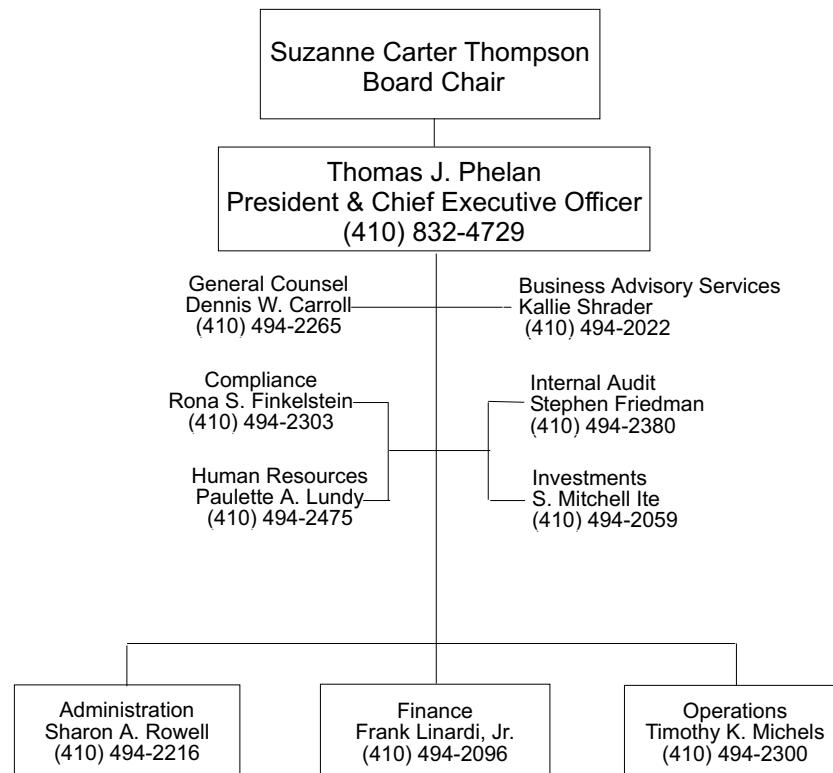 Suzanne Carter Thompson
Board Chair
Thomas J. Phelan
President & Chief Executive Officer
(410) 832-4729
General Counsel
Dennis W. Carroll
(410) 494-2265
Business Advisory Services
Kallie Shrader
(410) 494-2022
Compliance
Rona S. Finkelstein
(410) 494-2303
Internal Audit
Stephen Friedman
(410) 494-2380
Human Resources
Paulette A. Lundy
(410) 494-2475
Investments
S. Mitchell Ite
(410) 494-2059
Administration
Sharon A. Rowell
(410) 494-2216
Finance
Frank Linardi, Jr.
(410) 494-2096
Operations
Timothy K. Michels
(410) 494-2300